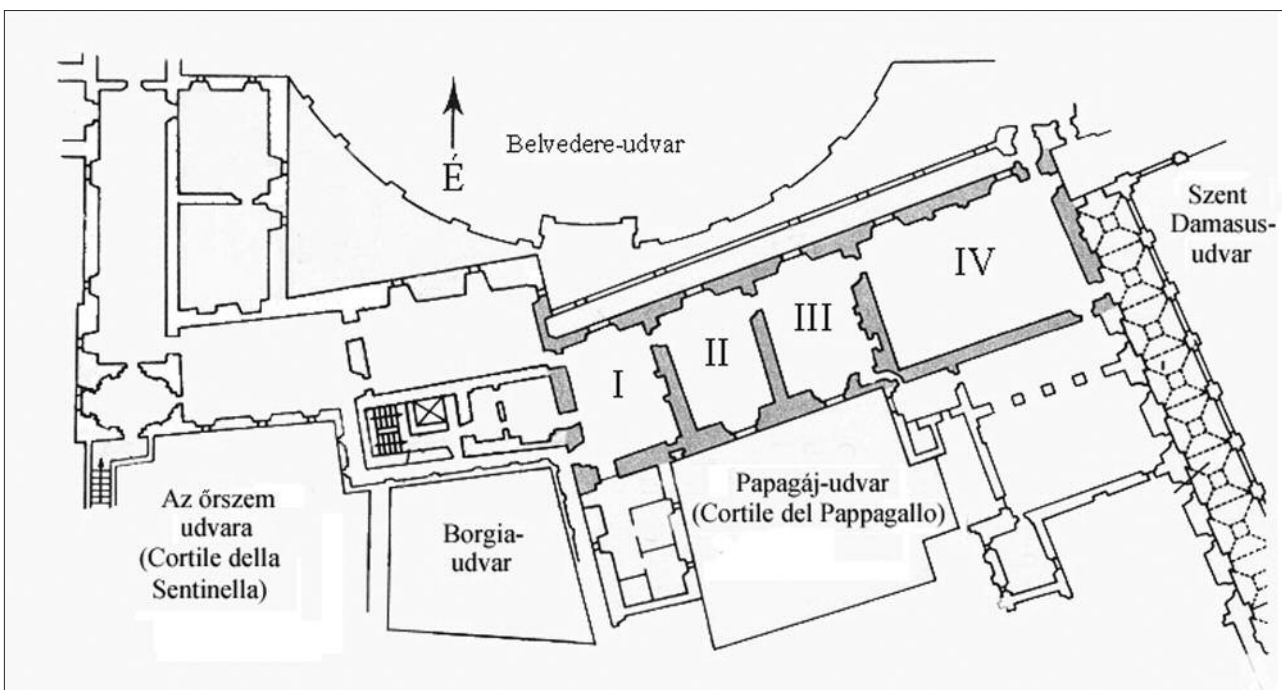 Belvedere-udvar
É
Szent
Damasus-
udvar
IV
III
II
I
Az őrszem
udvara
(Cortile della
Sentinella)
Borgia-
udvar
Papagáj-udvar
(Cortile del Pappagallo)